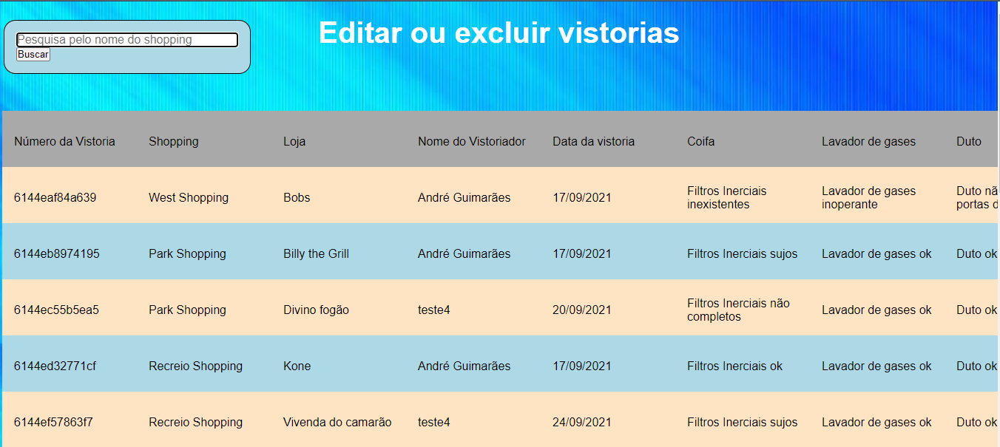 Editar ou excluir vistorias
Pesquisa pelo nome do shopping
Buscar
Número da Vistoria Shopping Loja Nome do Vistoriador Data da vistoria Coifa Lavador de gases Duto
6144eaf84a639 West Shopping Bobs André Guimarães 17/09/2021 Filtros Inerciais inexistentes Lavador de gases inoperante Duto portas
6144eb8974195 Park Shopping Billy the Grill André Guimarães 17/09/2021 Filtros Inerciais sujos Lavador de gases ok Duto ok
6144ec55b5ea5 Park Shopping Divino fogão teste4 20/09/2021 Filtros Inerciais não completos Lavador de gases ok Duto ok
6144ed32771cf Recreio Shopping Kone André Guimarães 17/09/2021 Filtros Inerciais ok Lavador de gases ok Duto ok
6144ef57863f7 Recreio Shopping Vivenda do camarão teste4 24/09/2021 Filtros Inerciais sujos Lavador de gases ok Duto ok